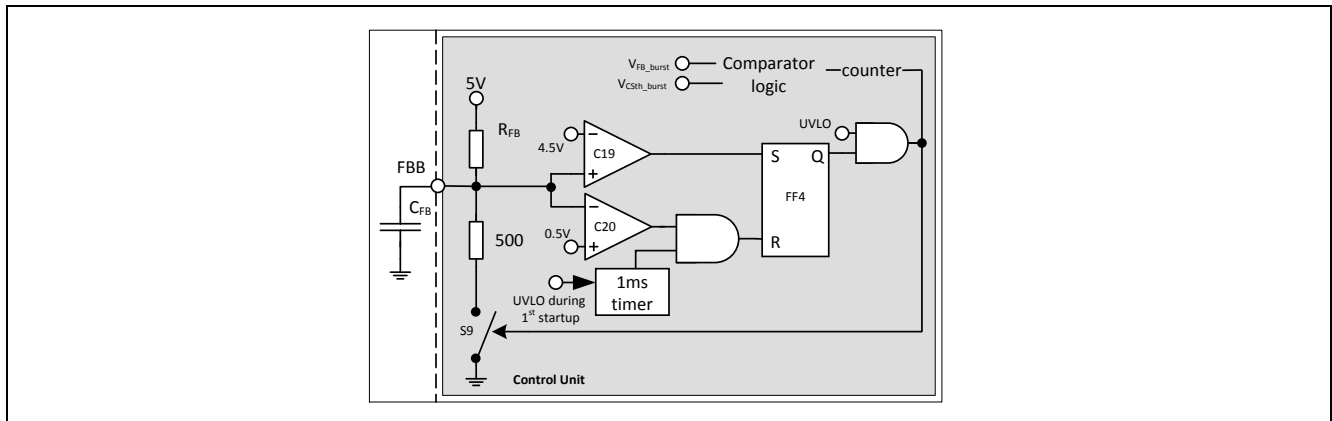 V_FB_burst
Comparator
logic
counter
V_CSth_burst
5V
R_FB
UVLO
4.5V
C19
S
Q
FBB
C_FB
FF4
500
0.5V
C20
R
1ms
timer
UVLO during
1st startup
S9
Control Unit